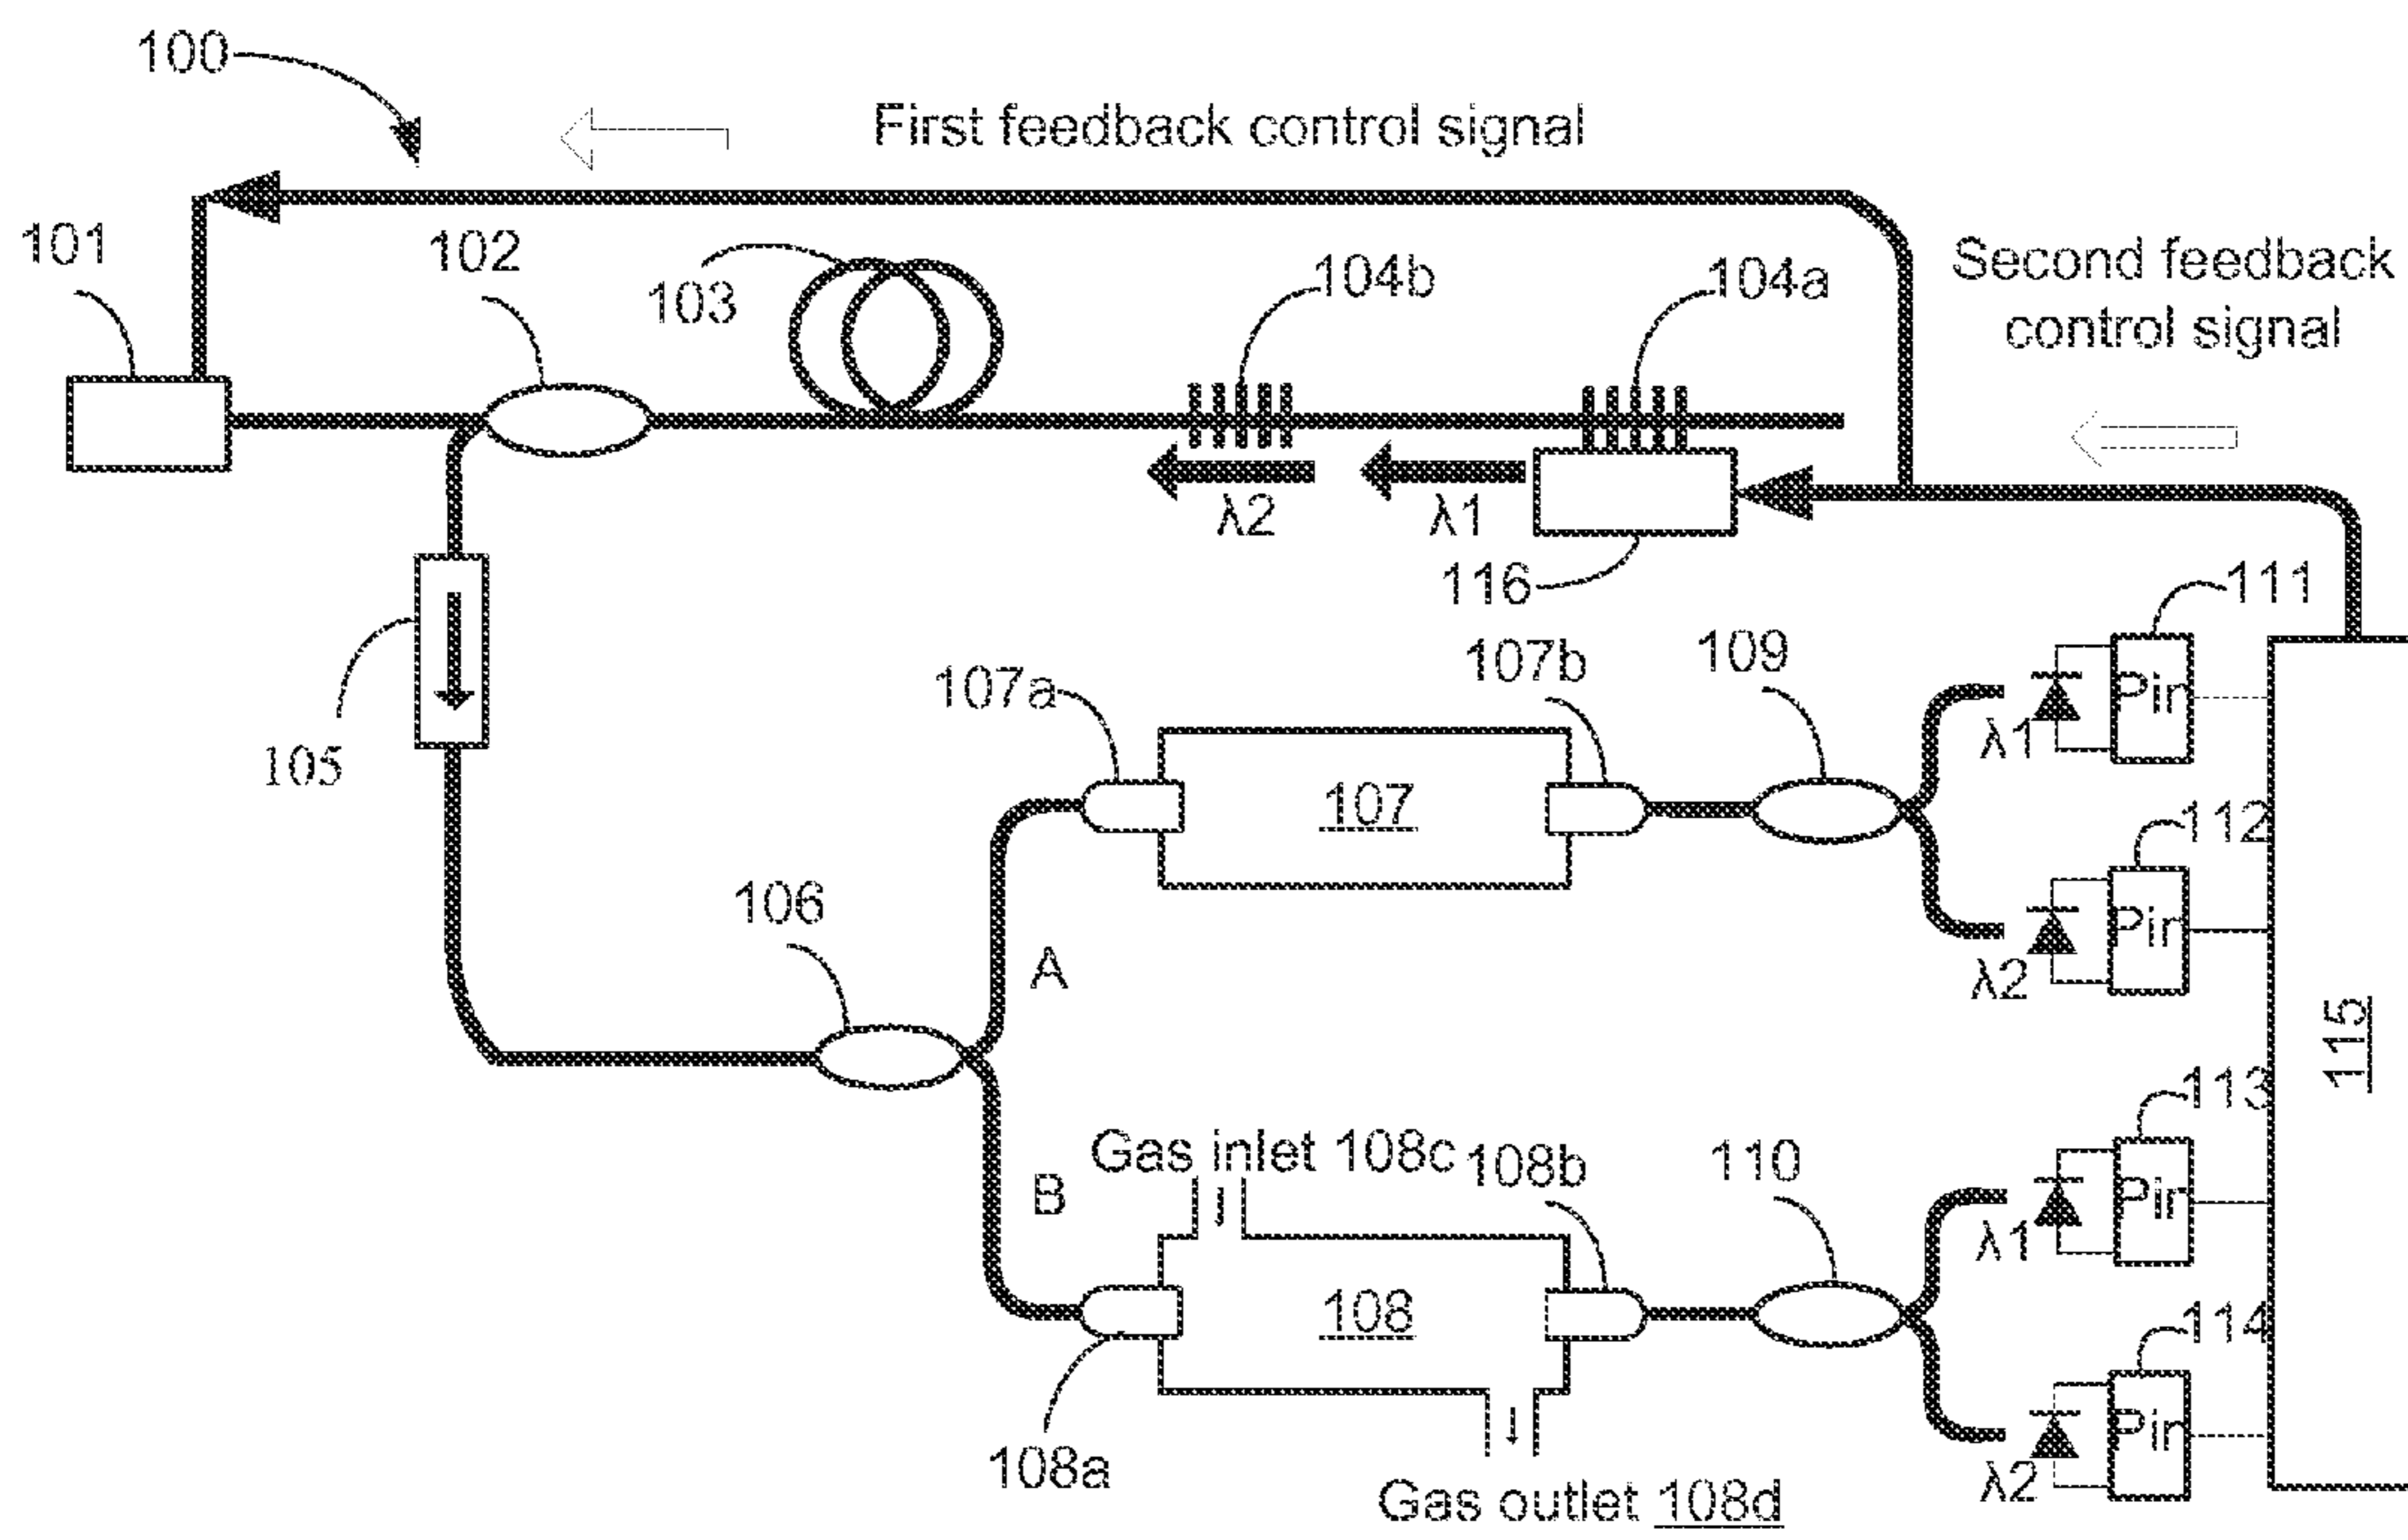 100
First feedback control signal
101
102
103
104b
104a
Second feedback
control signal
λ2
λ1
116
111
105
107a
107b
109
Pin
λ1
107
112
106
Pin
A
λ2
115
113
Gas inlet 108c
108b
110
B
Pin
λ1
108
114
108a
Pin
λ2
Gas outlet 108d